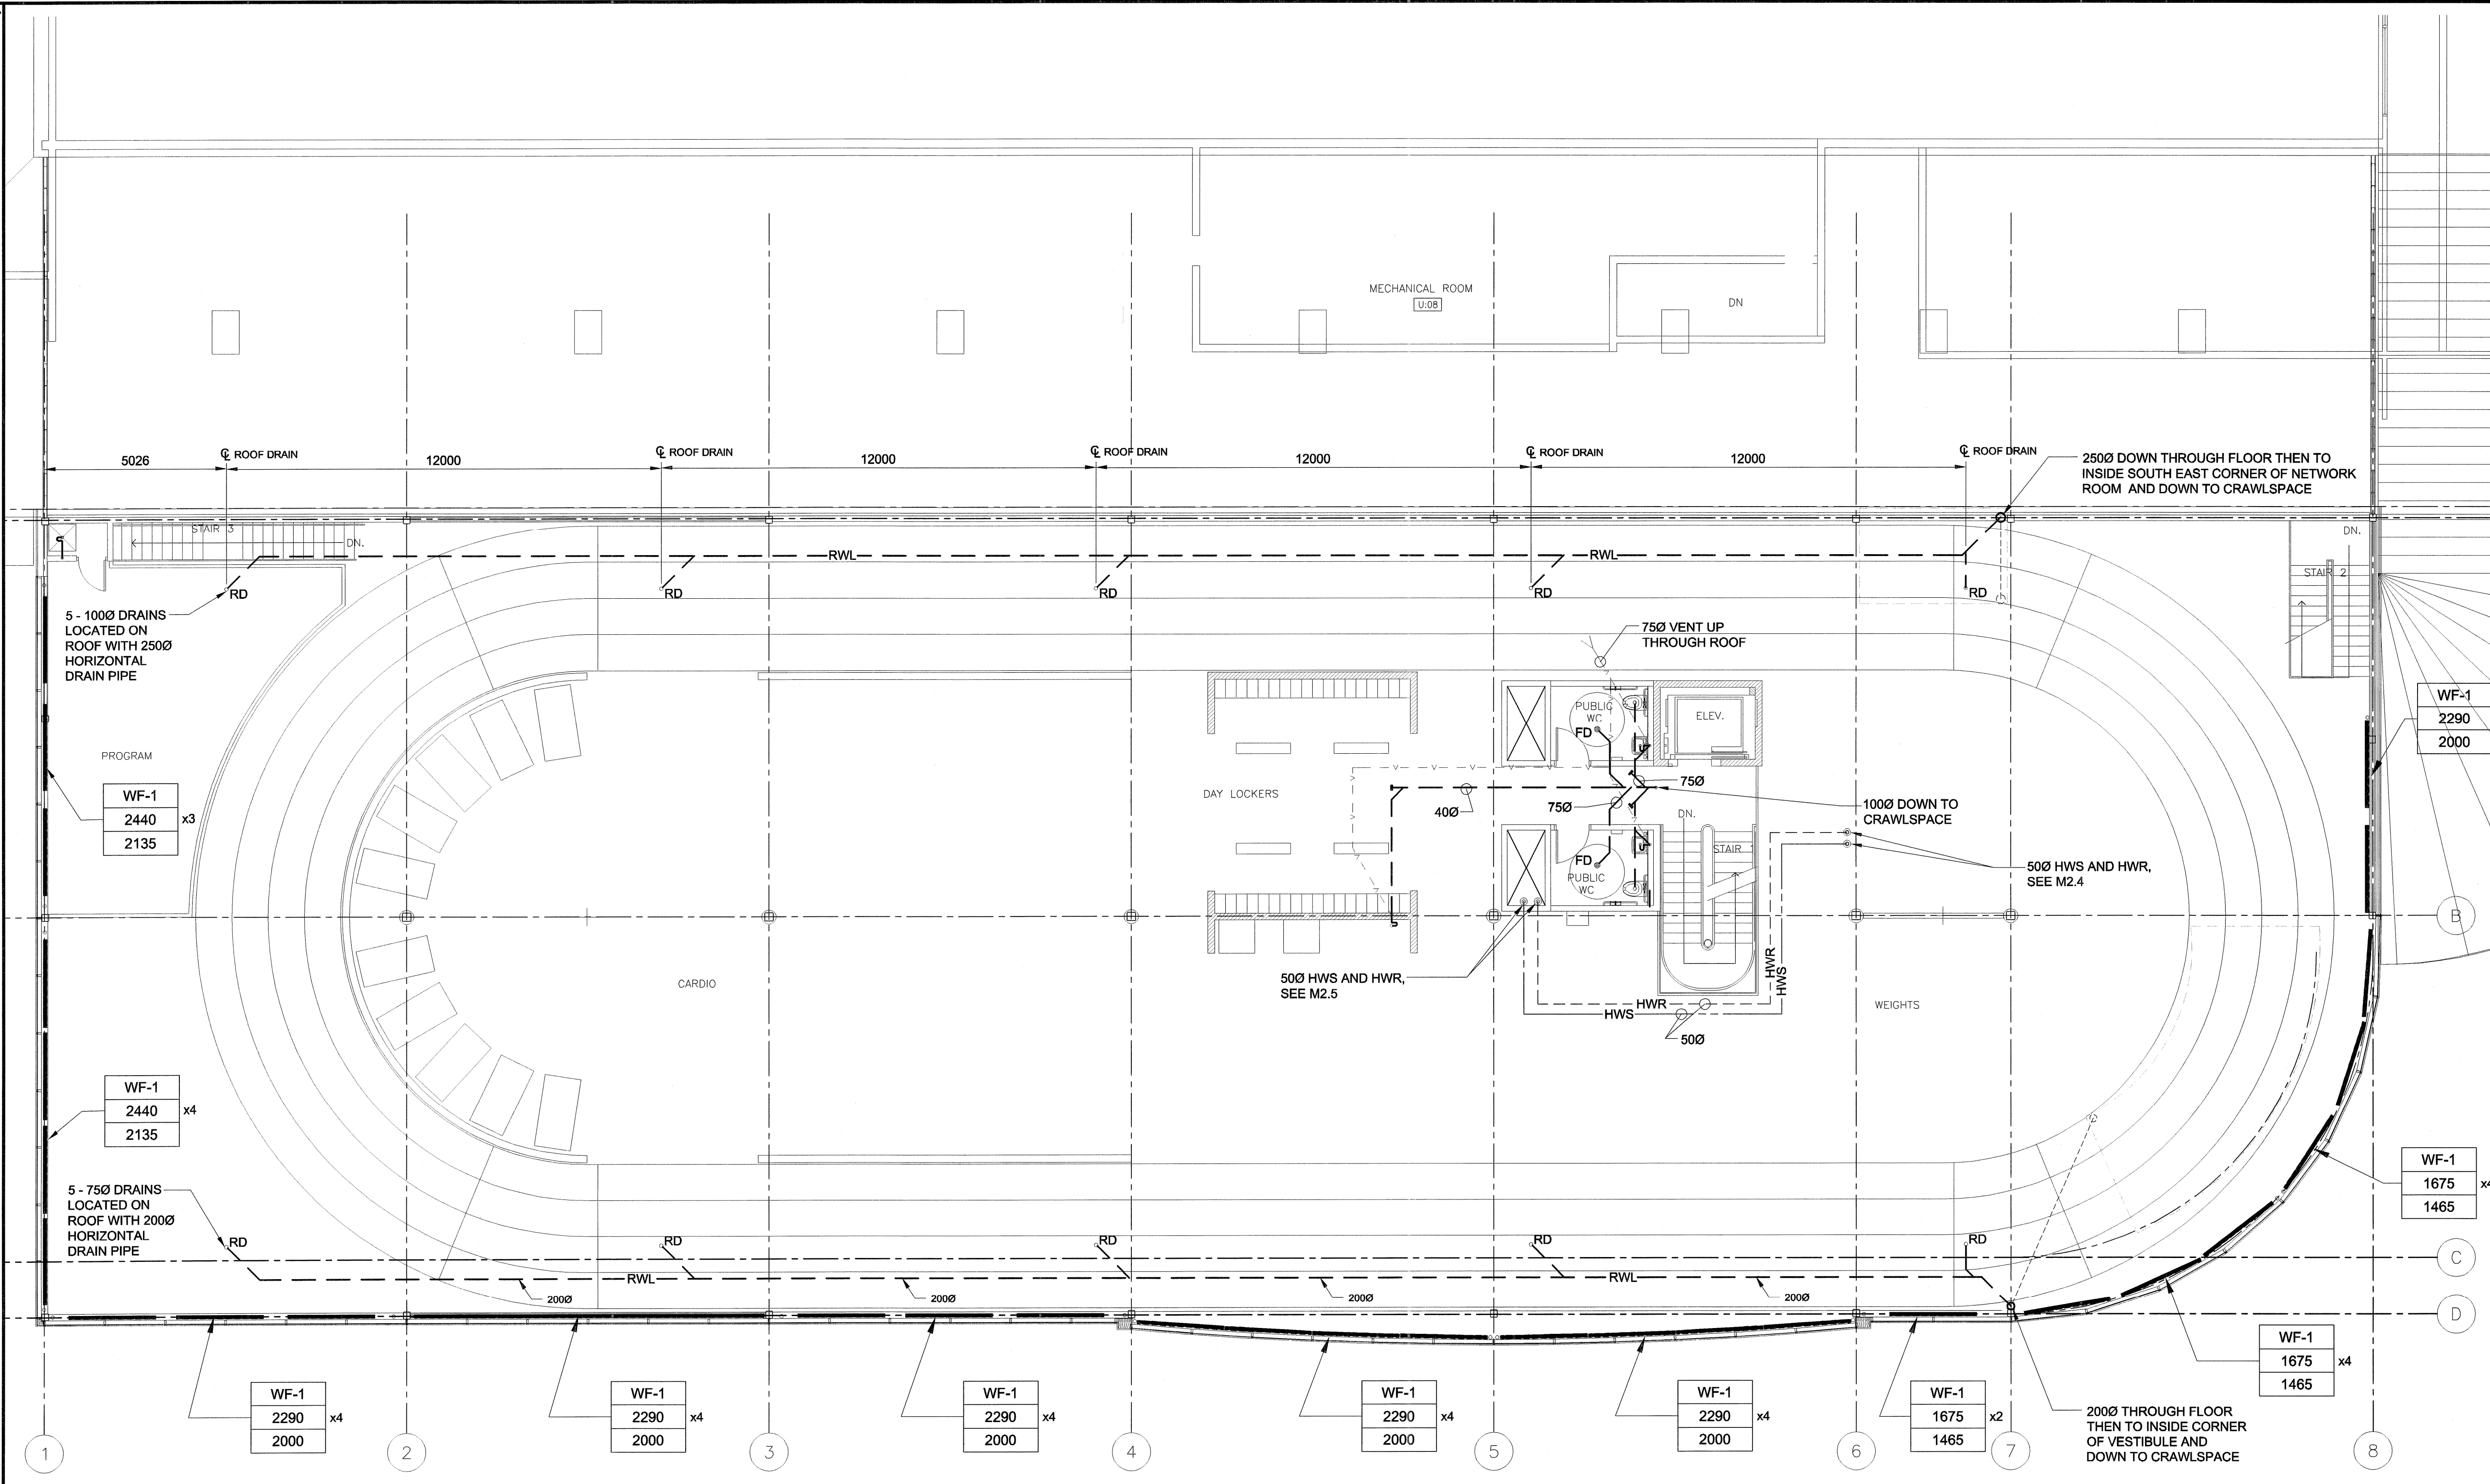 MECHANICAL ROOM
U:08
DN
5026
℄ ROOF DRAIN
12000
℄ ROOF DRAIN
12000
℄ ROOF DRAIN
12000
℄ ROOF DRAIN
12000
℄ ROOF DRAIN
250Ø DOWN THROUGH FLOOR THEN TO
INSIDE SOUTH EAST CORNER OF NETWORK
ROOM AND DOWN TO CRAWLSPACE
STAIR 3
DN.
RWL
RWL
DN.
STAIR 2
RD
RD
RD
RD
RD
5 - 100Ø DRAINS
LOCATED ON
ROOF WITH 250Ø
HORIZONTAL
DRAIN PIPE
75Ø VENT UP
THROUGH ROOF
PUBLIC
WC
FD
ELEV.
WF-1
2290
2000
PROGRAM
WF-1
2440
x3
2135
DAY LOCKERS
40Ø
75Ø
75Ø
100Ø DOWN TO
CRAWLSPACE
DN.
STAIR 1
FD
PUBLIC
WC
50Ø HWS AND HWR,
SEE M2.4
B
CARDIO
50Ø HWS AND HWR,
SEE M2.5
HWR
HWS
HWR
HWS
50Ø
WEIGHTS
WF-1
2440
x4
2135
WF-1
1675
x4
1465
5 - 75Ø DRAINS
LOCATED ON
ROOF WITH 200Ø
HORIZONTAL
DRAIN PIPE
RD
RD
RD
RD
RD
C
RWL
RWL
200Ø
200Ø
200Ø
200Ø
D
WF-1
1675
x4
1465
WF-1
2290
x4
2000
WF-1
2290
x4
2000
WF-1
2290
x4
2000
WF-1
2290
x4
2000
WF-1
2290
x4
2000
WF-1
1675
x2
1465
200Ø THROUGH FLOOR
THEN TO INSIDE CORNER
OF VESTIBULE AND
DOWN TO CRAWLSPACE
1
2
3
4
5
6
7
8